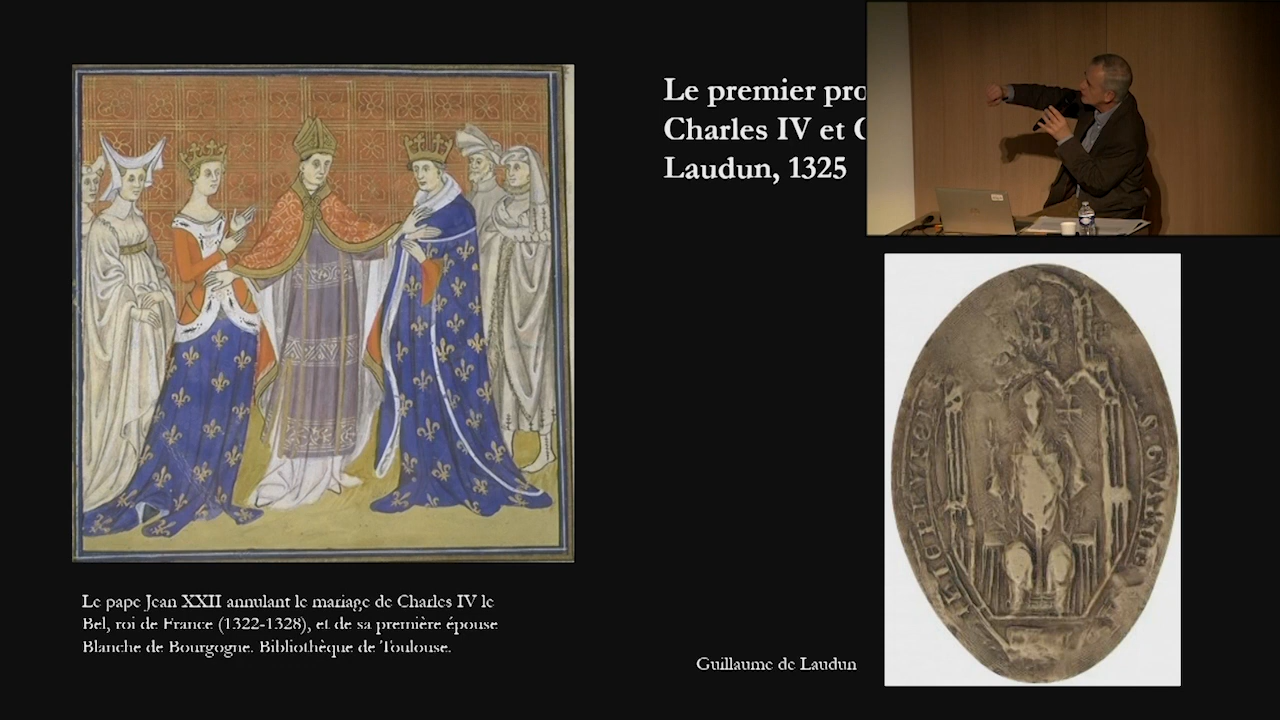 Le premier pro
Charles IV et
Laudun, 1325
Le pape Jean XXII annulant le mariage de Charles IV le
Bel, roi de France (1322-1328), et de sa première épouse
Blanche de Bourgogne. Bibliothèque de Toulouse.
Guillaume de Laudun